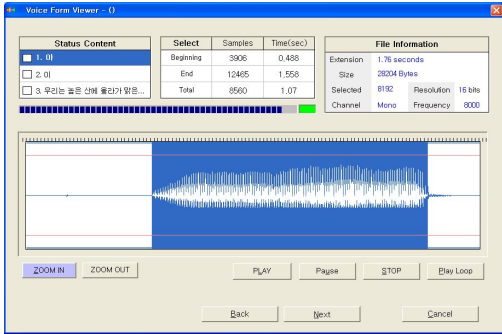 Voice Form Viewer - ()
Status Content
1. 아
2. 이
3. 우리는 높은 산에 올라가 맑은...
Select Samples Time(sec)
Beginning 3906 0,488
End 12465 1,558
Total 8560 1,07
File Information
Extension 1.76 seconds
Size 28204 Bytes
Selected 8192 Resolution 16 bits
Channel Mono Frequency 8000
ZOOM IN ZOOM OUT PLAY Pause STOP Play Loop
Back Next Cancel